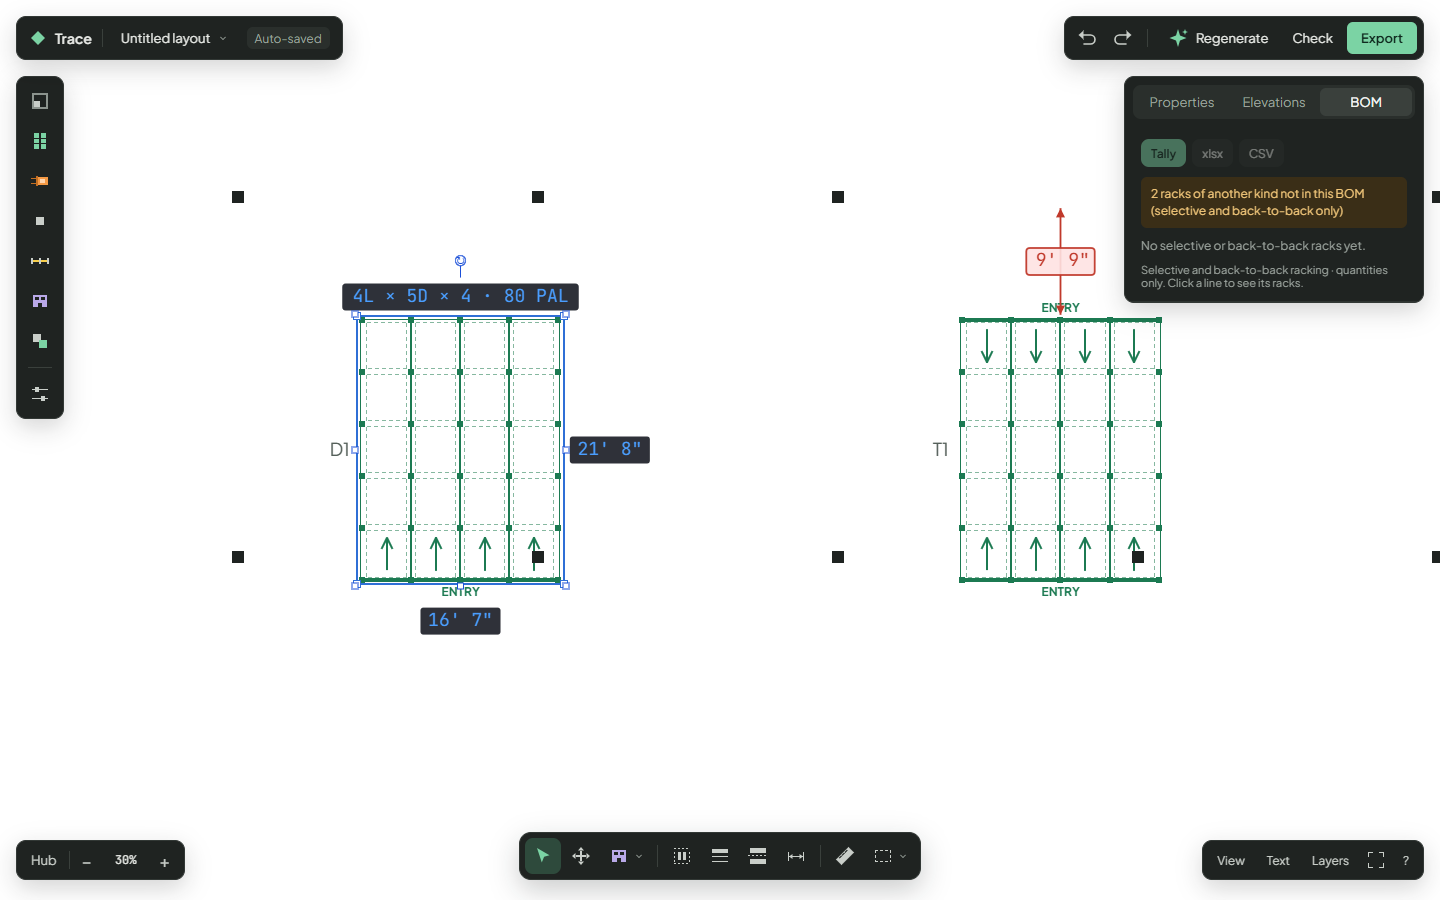 Trace
Untitled layout
Auto-saved
Regenerate
Check
Export
Properties
Elevations
BOM
Tally
xlsx
CSV
2 racks of another kind not in this BOM
(selective and back-to-back only)
No selective or back-to-back racks yet.
Selective and back-to-back racking · quantities
only. Click a line to see its racks.
9' 9"
ENTRY
4L × 5D × 4 · 80 PAL
D1
21' 8"
T1
ENTRY
ENTRY
16' 7"
Hub
30%
View
Text
Layers
?